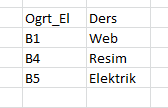 Ogrt_El Ders
B1 Web
B4 Resim
B5 Elektrik